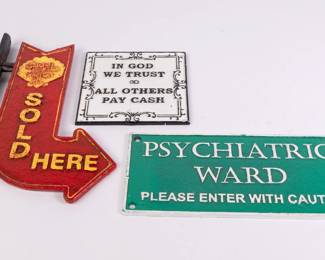 SOLD
HERE
IN GOD
WE TRUST
ALL OTHERS
PAY CASH
PSYCHIATRIC
WARD
PLEASE ENTER WITH CAUT